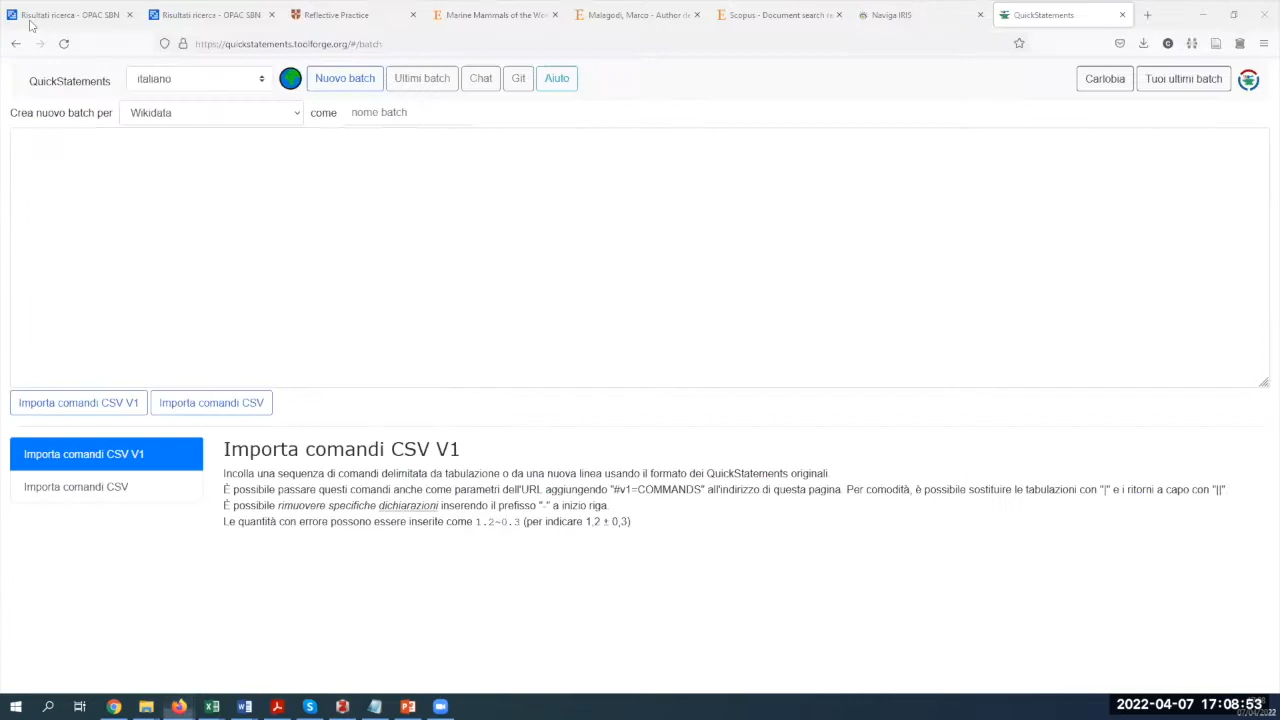 Risultati ricerca - OPAC SBN
Risultati ricerca - OPAC SBN
Reflective Practice
Marine Mammals of the Wo
Malagodi, Marco - Author de
Scopus - Document search re
Naviga IRIS
QuickStatements
https://quickstatements.toolforge.org/#/batch
QuickStatements
italiano
Nuovo batch
Ultimi batch
Chat
Git
Aiuto
Carlobia
Tuoi ultimi batch
Crea nuovo batch per
Wikidata
come
nome batch
Importa comandi CSV V1
Importa comandi CSV
Importa comandi CSV V1
Importa comandi CSV
Importa comandi CSV V1
Incolla una sequenza di comandi delimitata da tabulazione o da una nuova linea usando il formato dei QuickStatements originali.
È possibile passare questi comandi anche come parametri dell'URL aggiungendo "#v1=COMMANDS" all'indirizzo di questa pagina. Per comodità, è possibile sostituire le tabulazioni con "|" e i ritorni a capo con "||".
È possibile rimuovere specifiche dichiarazioni inserendo il prefisso "-" a inizio riga.
Le quantità con errore possono essere inserite come 1.2~0.3 (per indicare 1,2 ± 0,3)
2022-04-07 17:08:53
07/04/2022